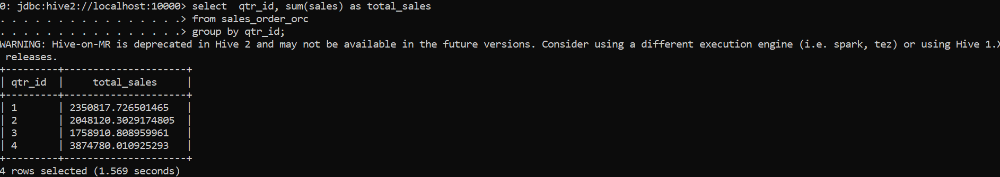 0: jdbc:hive2://localhost:10000> select  qtr_id, sum(sales) as total_sales
. . . . . . . . . . . . . . . .> from sales_order_orc
. . . . . . . . . . . . . . . .> group by qtr_id;
WARNING: Hive-on-MR is deprecated in Hive 2 and may not be available in the future versions. Consider using a different execution engine (i.e. spark, tez) or using Hive 1.X
 releases.
+---------+---------------------+
| qtr_id  |     total_sales     |
+---------+---------------------+
| 1       | 2350817.726501465   |
| 2       | 2048120.3029174805  |
| 3       | 1758910.808959961   |
| 4       | 3874780.010925293   |
+---------+---------------------+
4 rows selected (1.569 seconds)